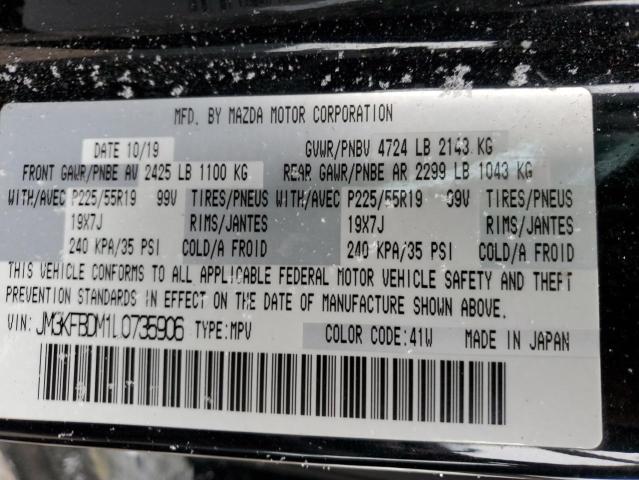 MFD. BY MAZDA MOTOR CORPORATION
DATE 10/19 GVWR/PNBV 4724 LB 2143 KG
FRONT GAWR/PNBE AV 2425 LB 1100 KG REAR GAWR/PNBE AR 2299 LB 1043 KG
WITH/AVEC P225/55R19 99V TIRES/PNEUS WITH/AVEC P225/55R19 99V TIRES/PNEUS
19X7J RIMS/JANTES 19X7J RIMS/JANTES
240 KPA/35 PSI COLD/A FROID 240 KPA/35 PSI COLD/A FROID
THIS VEHICLE CONFORMS TO ALL APPLICABLE FEDERAL MOTOR VEHICLE SAFETY AND THEFT
PREVENTION STANDARDS IN EFFECT ON THE DATE OF MANUFACTURE SHOWN ABOVE.
VIN: JM3KFBDM1L0735906 TYPE:MPV COLOR CODE:41W MADE IN JAPAN